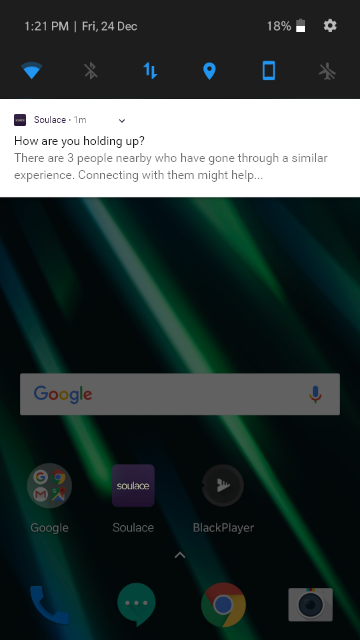 1:21 PM | Fri, 24 Dec 18%
Soulace • 1m
How are you holding up?
There are 3 people nearby who have gone through a similar
experience. Connecting with them might help...
Google
soulace
Google Soulace BlackPlayer